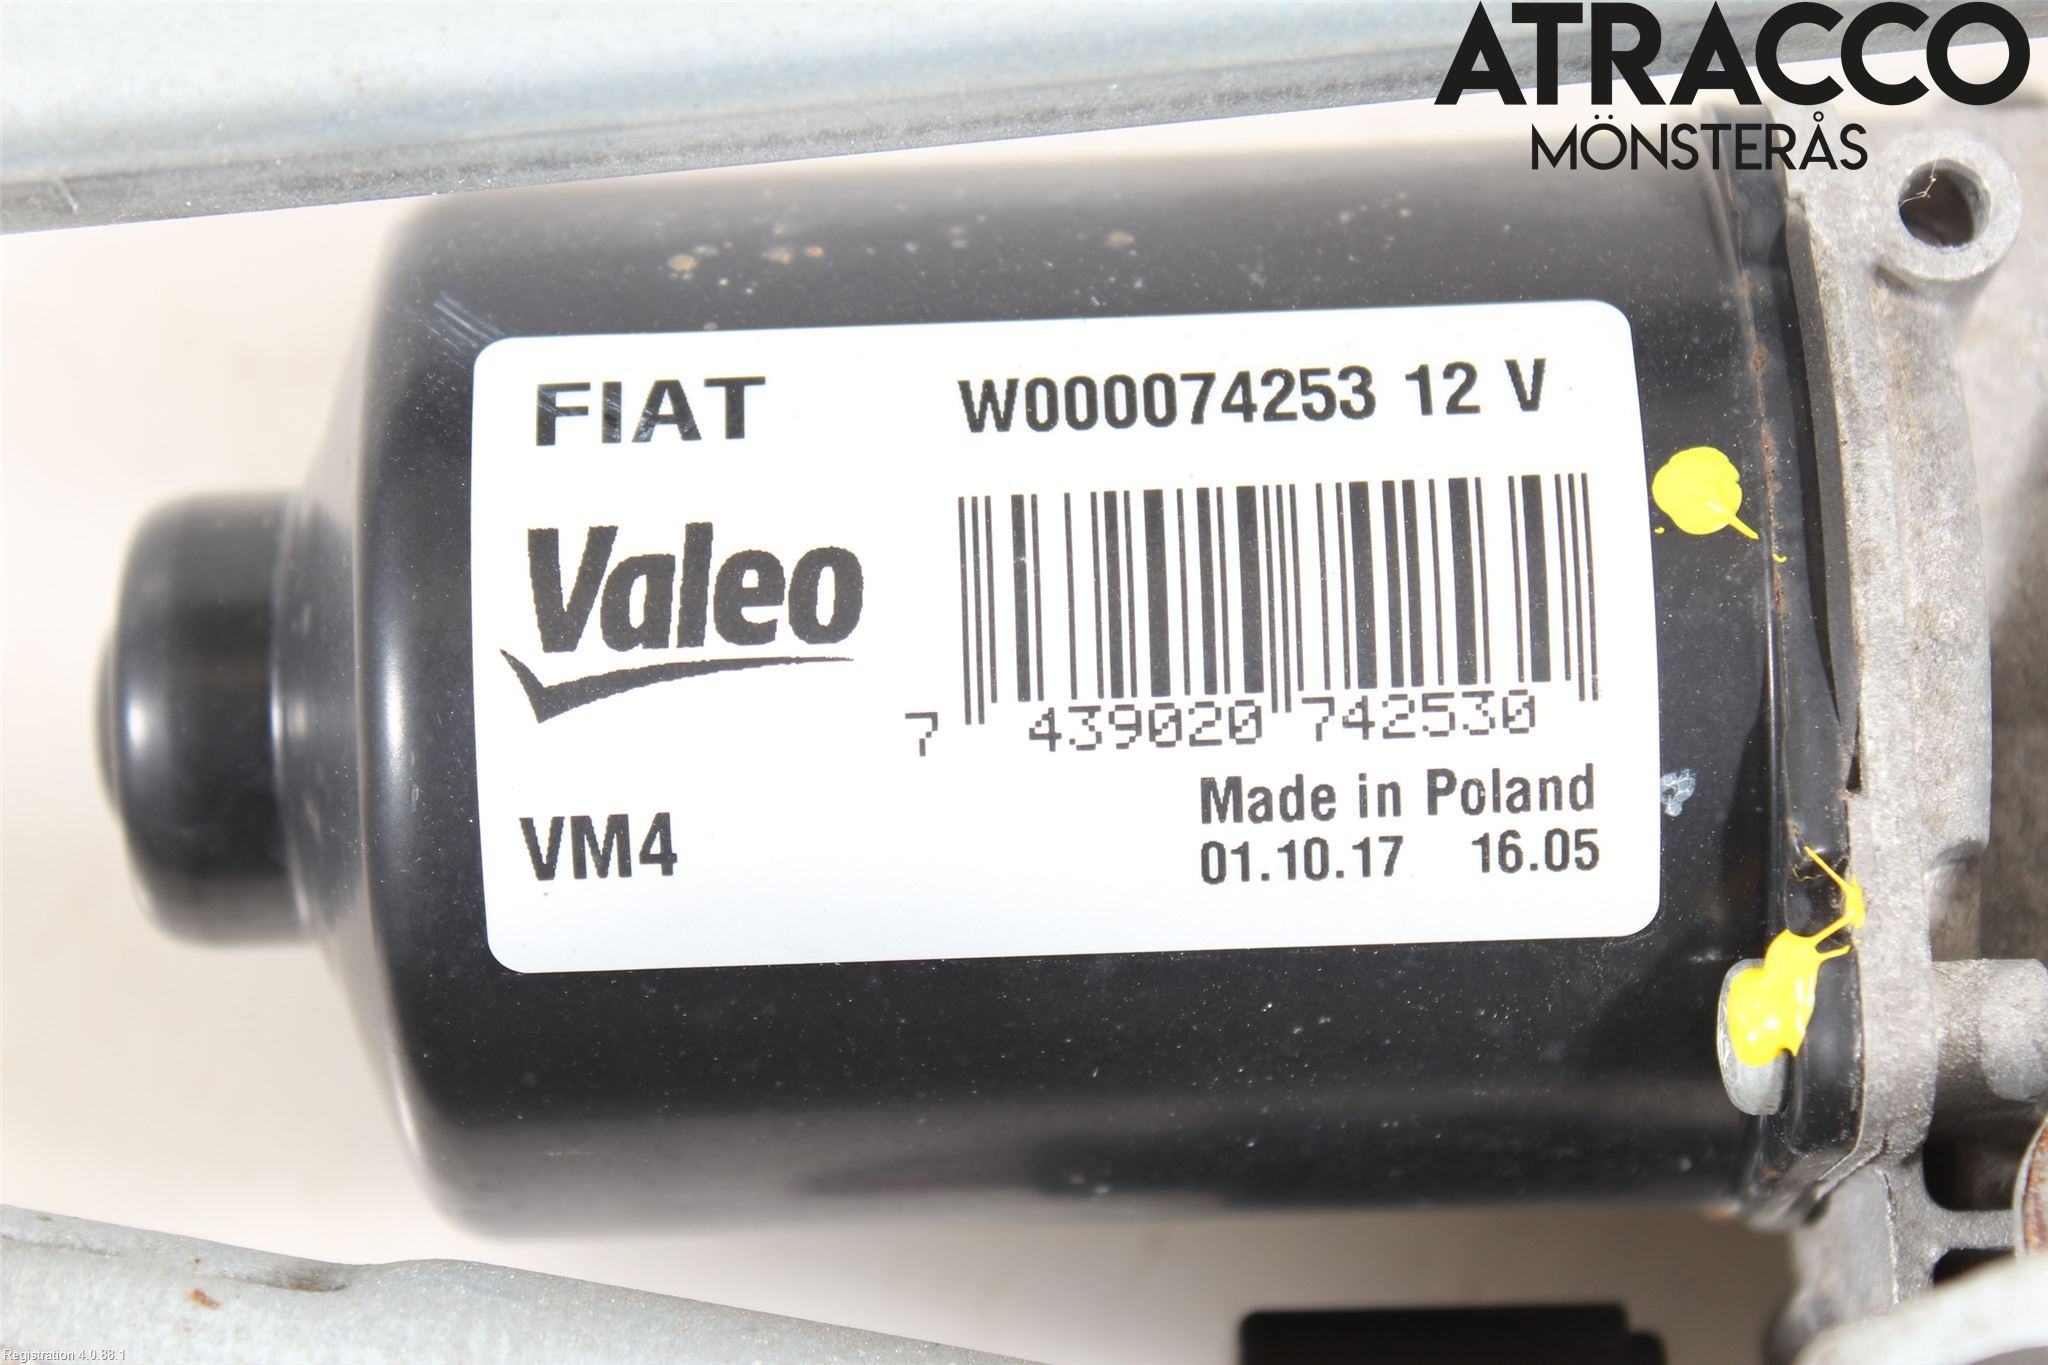 ATRACCO
MÖNSTERÅS
FIAT W000074253 12 V
Valeo
7 439020 742530
VM4
Made in Poland
01.10.17 16.05
Registration 4.0.88.1